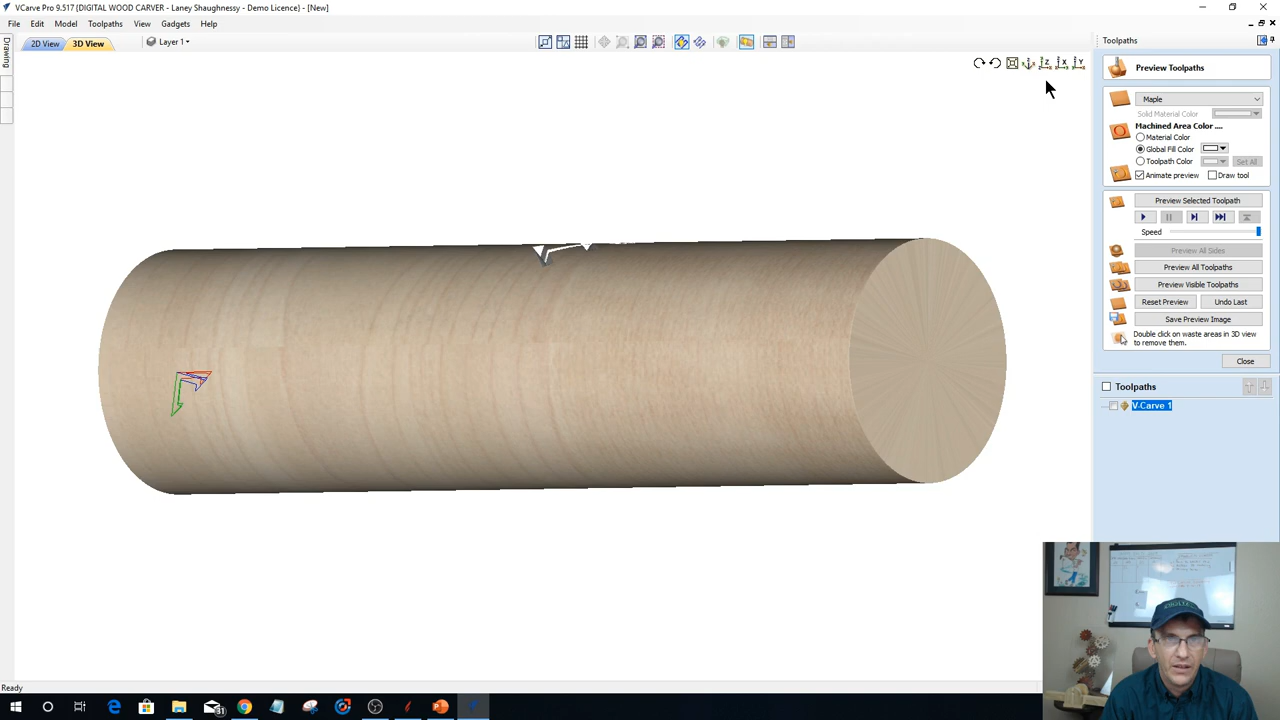 VCarve Pro 9.517 {DIGITAL WOOD CARVER - Laney Shaughnessy - Demo Licence} - [New]
File Edit Model Toolpaths View Gadgets Help
2D View 3D View Layer 1
Drawing
Z X Y
Toolpaths
Preview Toolpaths
Maple
Solid Material Color
Machined Area Color ....
Material Color
Global Fill Color
Toolpath Color Set All
Animate preview Draw tool
Preview Selected Toolpath
Speed
Preview All Sides
Preview All Toolpaths
Preview Visible Toolpaths
Reset Preview Undo Last
Save Preview Image
Double click on waste areas in 3D view
to remove them.
Close
Toolpaths
V-Carve 1
Ready